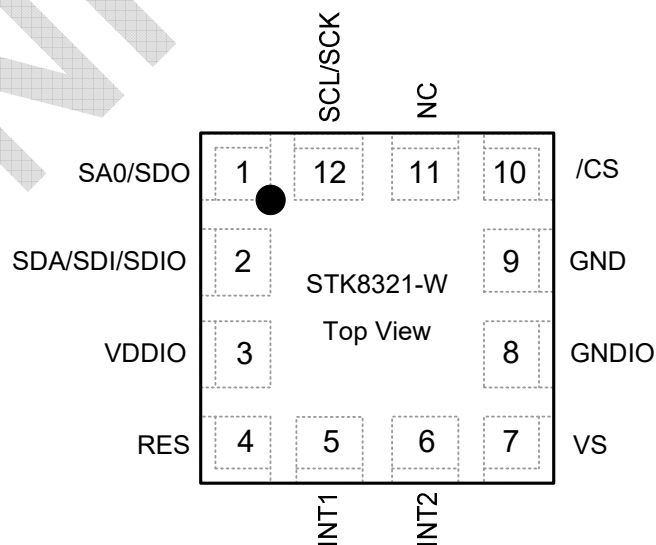 SCL/SCK
NC
SA0/SDO
1
12
11
10
/CS
SDA/SDI/SDIO
2
9
GND
STK8321-W
Top View
VDDIO
3
8
GNDIO
RES
4
5
6
7
VS
INT1
INT2